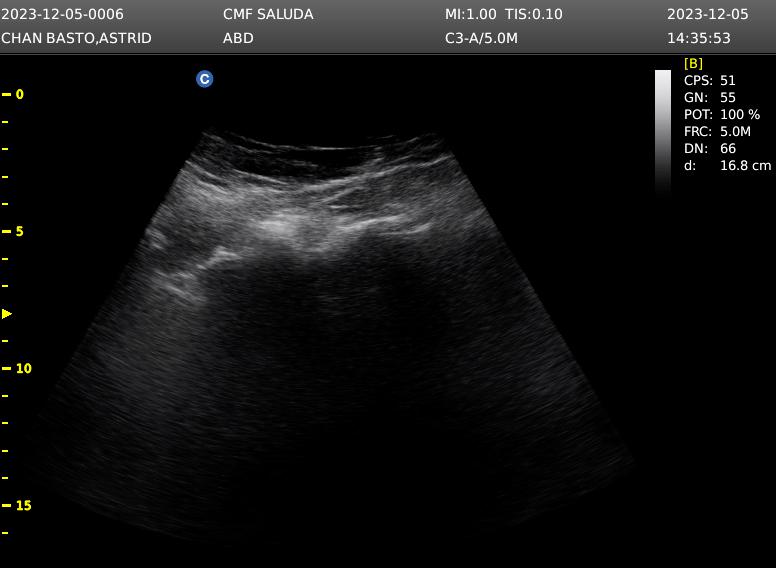 2023-12-05-0006 CMF SALUDA MI:1.00 TIS:0.10 2023-12-05
CHAN BASTO,ASTRID ABD C3-A/5.0M 14:35:53
C
[B]
CPS: 51
GN: 55
POT: 100 %
FRC: 5.0M
DN: 66
d: 16.8 cm
0
5
10
15